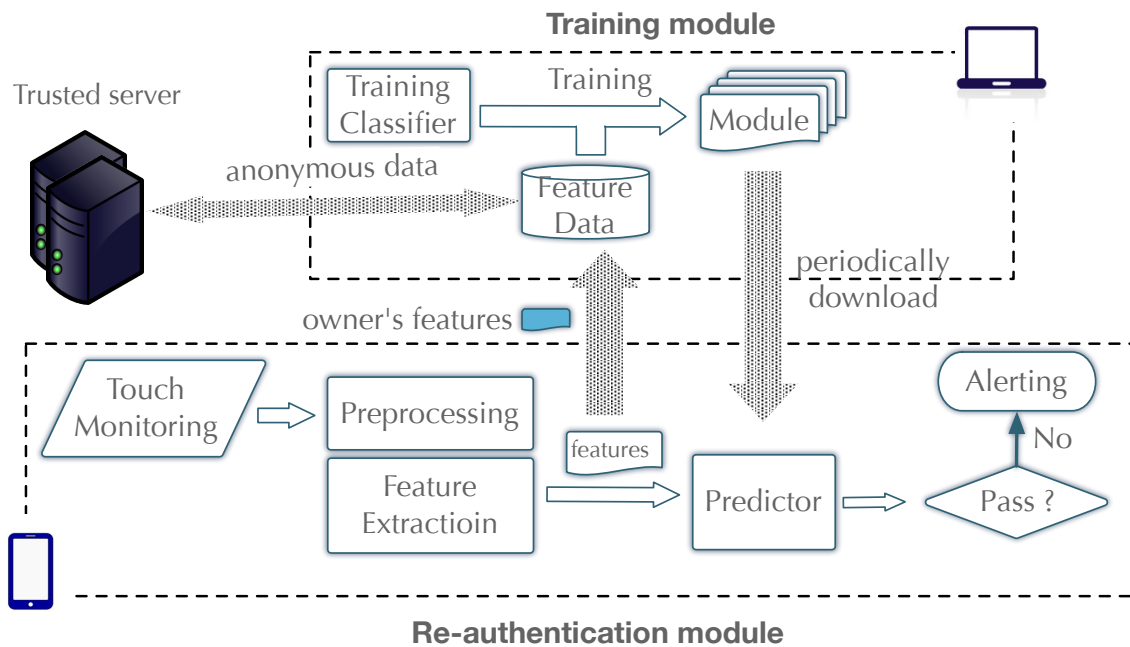 Training module
Trusted server
Training
Classifier
Training
Module
anonymous data
Feature
Data
periodically
download
owner's features
Touch
Monitoring
Preprocessing
Feature
Extractioin
features
Predictor
Alerting
No
Pass ?
Re-authentication module